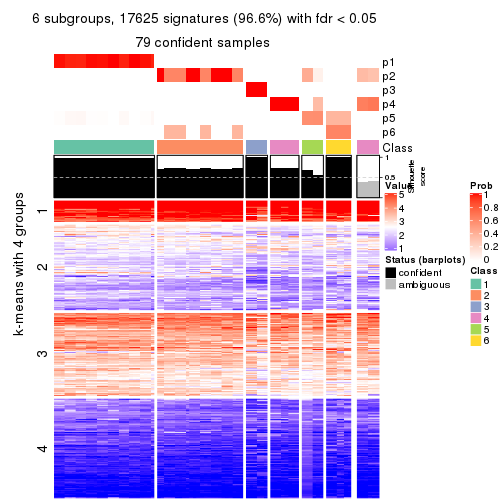 6 subgroups, 17625 signatures (96.6%) with fdr < 0.05
79 confident samples
p1
p2
p3
p4
p5
p6
Class
1
0.5
0
Silhouette
score
k-means with 4 groups
1
2
3
4
Value
5
4
3
2
1
Status (barplots)
confident
ambiguous
Prob
1
0.8
0.6
0.4
0.2
0
Class
1
2
3
4
5
6